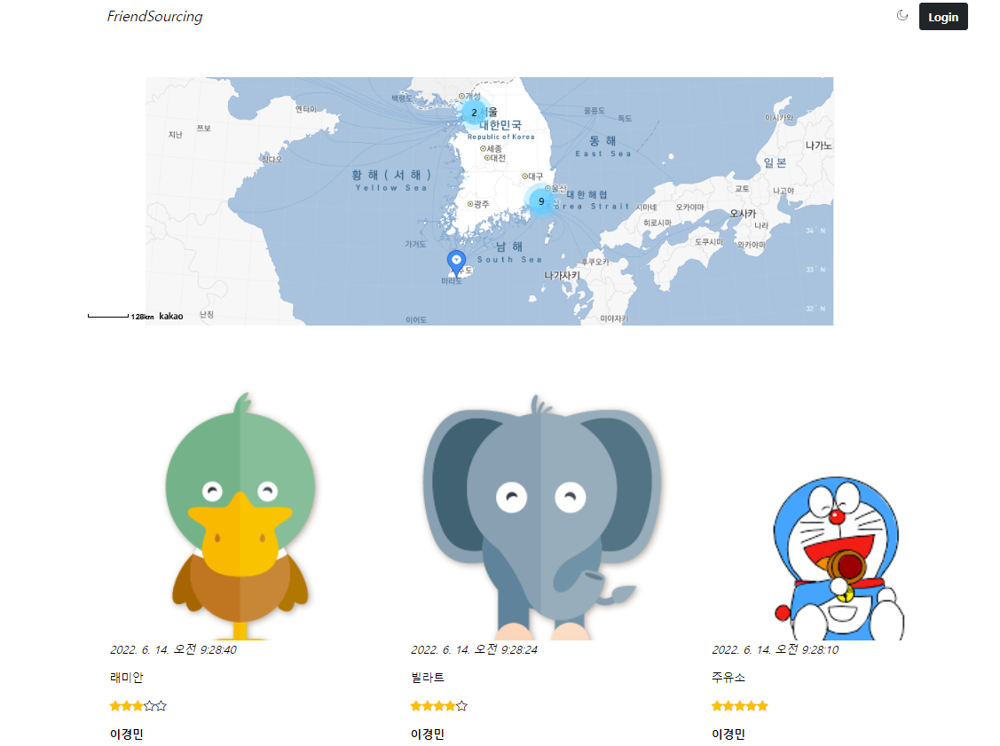 FriendSourcing
Login
백령도
개성
2
서울
대한민국
Republic of Korea
세종
대전
대구
울산
9
광주
가거도
마라도
이어도
황 해 ( 서 해 )
Yellow Sea
남 해
South Sea
동 해
East Sea
울릉도
독도
대한해협
Korea Strait
옌타이
지난
쯔보
칭다오
난징
이시카와
나가노
일본
교토
나고야
시마네
오카야마
오사카
히로시마
나라
도쿠시마
와카야마
후쿠오카
나가사키
미야자키
34° N
33° N
32° N
128km kakao
2022. 6. 14. 오전 9:28:40
래미안
이경민
2022. 6. 14. 오전 9:28:24
빌라트
이경민
2022. 6. 14. 오전 9:28:10
주유소
이경민